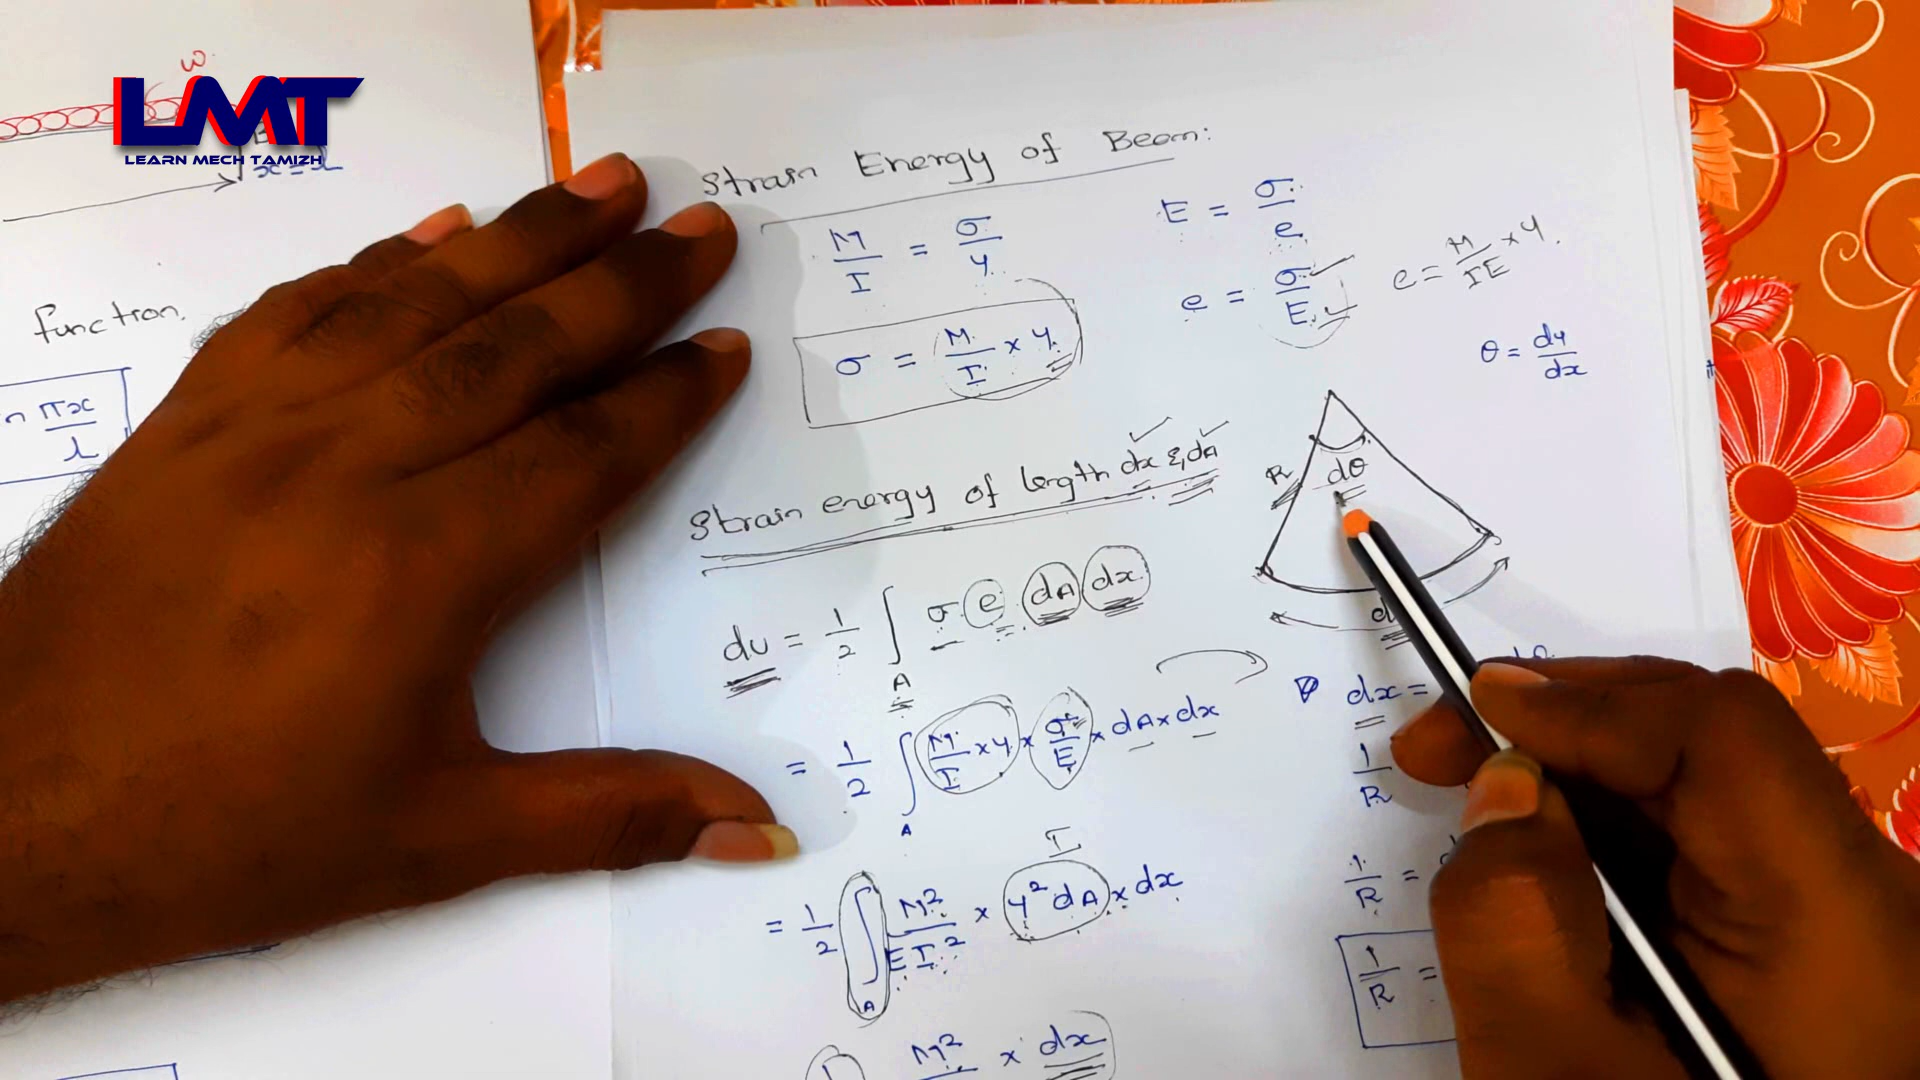 w
LMT
LEARN MECH TAMIZH
B
x=l
function.
πx/l
Strain Energy of Beam:
M/I = σ/y
σ = M/I × y
E = σ/e
e = σ/E
e = M/IE × y.
θ = dy/dx
R
dθ
Strain energy of length dx & dA
du = 1/2 ∫A σ e dA dx
= 1/2 ∫A M/I × y × σ/E × dA × dx
I
= 1/2 ∫A M²/EI² × y² dA × dx
M² × dx
dx =
1/R
1/R =
1/R =